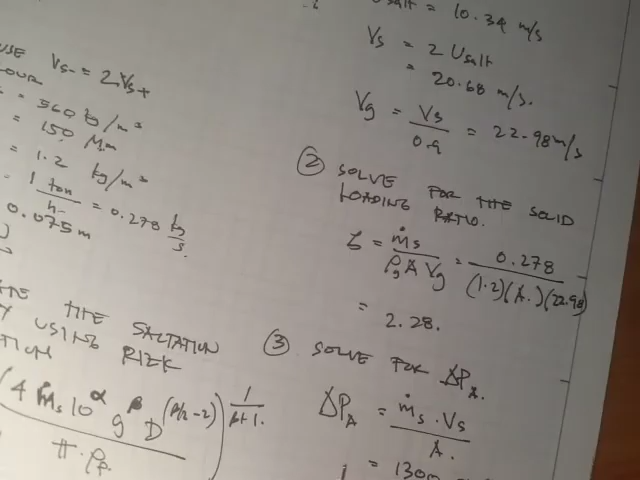 USE Vs = 2Vst
= 560 kg/m³
= 150 Mm
= 1.2 kg/m³
= 1 ton/h = 0.278 kg/s.
0.075 m
THE SALTATION
USING RIZK
(4 ṁs 10^α g^β D^(β/2-2) / π · ρf)^(1/β+1.)
Usalt = 10.34 m/s
Vs = 2 Usalt
= 20.68 m/s.
Vg = Vs/0.9 = 22.98 m/s
② SOLVE FOR THE SOLID
LOADING RATIO.
ζ = ṁs/(ρg A Vg) = 0.278/((1.2)(A.)(22.98))
= 2.28.
③ SOLVE FOR ΔPA.
ΔPA = ṁs · Vs / A.
= 1300